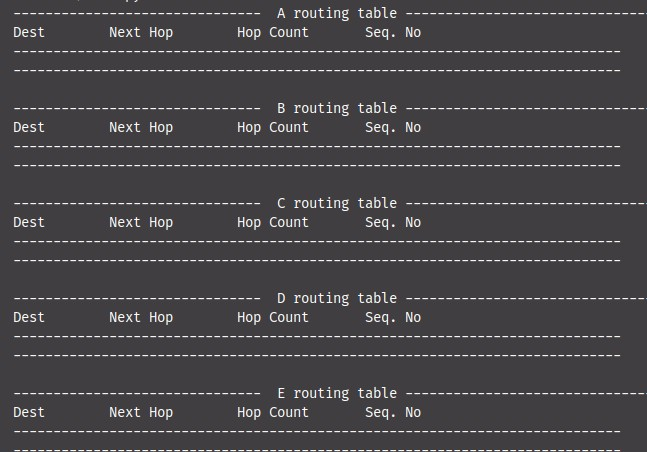 ------------------------------- A routing table -------------------------------
Dest Next Hop Hop Count Seq. No
----------------------------------------------------------------------------
----------------------------------------------------------------------------
------------------------------- B routing table -------------------------------
Dest Next Hop Hop Count Seq. No
----------------------------------------------------------------------------
----------------------------------------------------------------------------
------------------------------- C routing table -------------------------------
Dest Next Hop Hop Count Seq. No
----------------------------------------------------------------------------
----------------------------------------------------------------------------
------------------------------- D routing table -------------------------------
Dest Next Hop Hop Count Seq. No
----------------------------------------------------------------------------
----------------------------------------------------------------------------
------------------------------- E routing table -------------------------------
Dest Next Hop Hop Count Seq. No
----------------------------------------------------------------------------
----------------------------------------------------------------------------